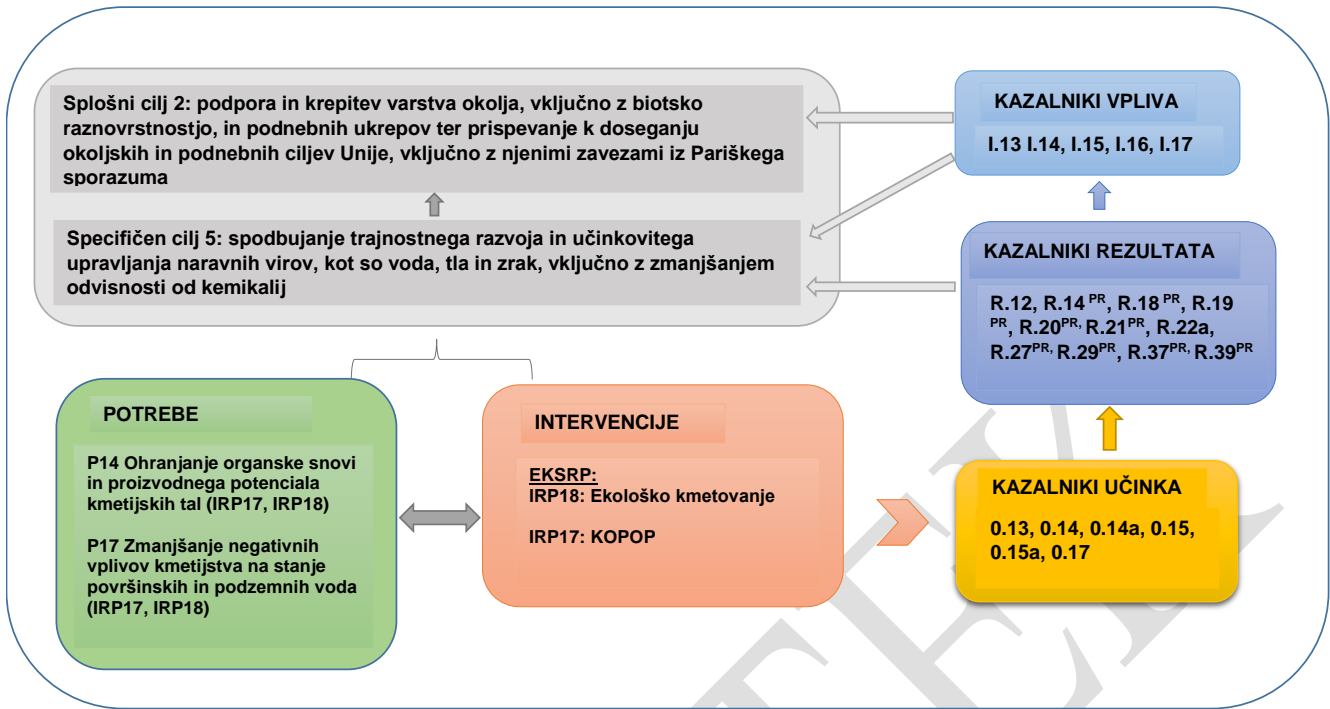 Splošni cilj 2: podpora in krepitev varstva okolja, vključno z biotsko
raznovrstnostjo, in podnebnih ukrepov ter prispevanje k doseganju
okoljskih in podnebnih ciljev Unije, vključno z njenimi zavezami iz Pariškega
sporazuma
Specifičen cilj 5: spodbujanje trajnostnega razvoja in učinkovitega
upravljanja naravnih virov, kot so voda, tla in zrak, vključno z zmanjšanjem
odvisnosti od kemikalij
KAZALNIKI VPLIVA
I.13 I.14, I.15, I.16, I.17
KAZALNIKI REZULTATA
R.12, R.14 PR, R.18 PR, R.19
PR, R.20PR, R.21PR, R.22a,
R.27PR, R.29PR, R.37PR, R.39PR
POTREBE
P14 Ohranjanje organske snovi
in proizvodnega potenciala
kmetijskih tal (IRP17, IRP18)
P17 Zmanjšanje negativnih
vplivov kmetijstva na stanje
površinskih in podzemnih voda
(IRP17, IRP18)
INTERVENCIJE
EKSRP:
IRP18: Ekološko kmetovanje
IRP17: KOPOP
KAZALNIKI UČINKA
0.13, 0.14, 0.14a, 0.15,
0.15a, 0.17